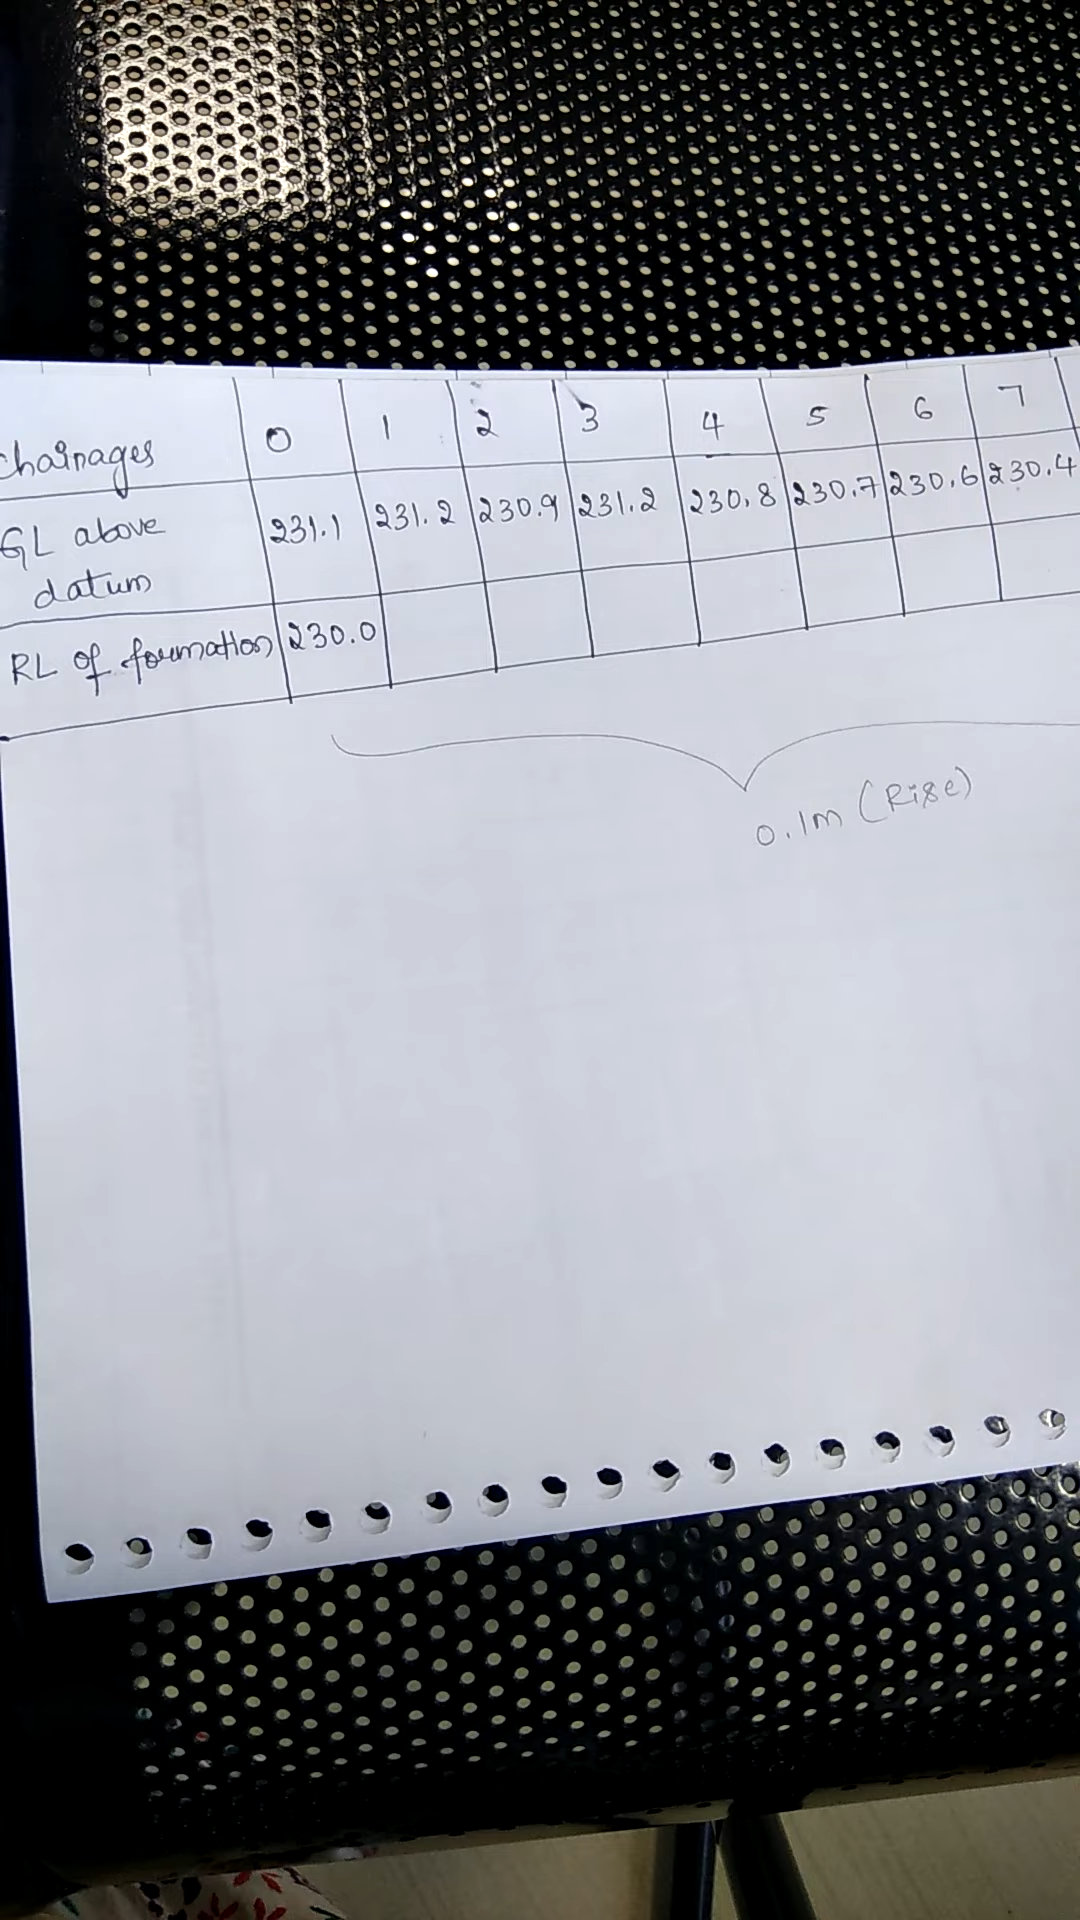 chainages 0 1 2 3 4 5 6 7
GL above datum 231.1 231.2 230.9 231.2 230.8 230.7 230.6 230.4
RL of formation 230.0
0.1m (Rise)